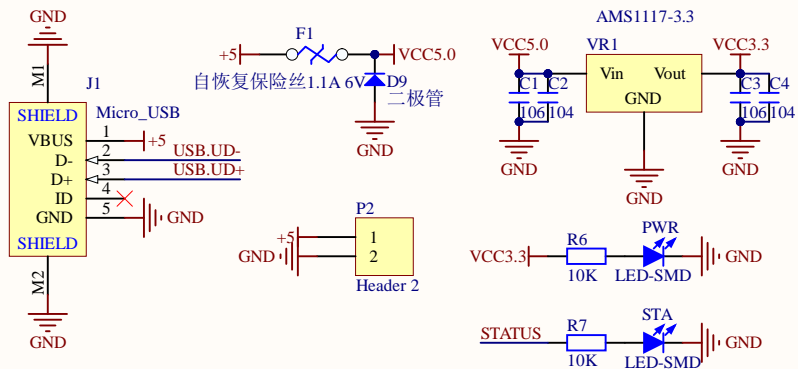 GND
M1
J1
SHIELD
Micro_USB
VBUS
1
+5
D-
2
USB.UD-
D+
3
USB.UD+
ID
4
GND
5
GND
SHIELD
M2
GND
F1
+5
VCC5.0
自恢复保险丝1.1A 6V
D9
二极管
GND
P2
+5
1
GND
2
Header 2
AMS1117-3.3
VCC5.0
VR1
VCC3.3
Vin
Vout
GND
C1
C2
106
104
C3
C4
106
104
GND
GND
GND
PWR
R6
VCC3.3
GND
10K
LED-SMD
STA
R7
STATUS
GND
10K
LED-SMD